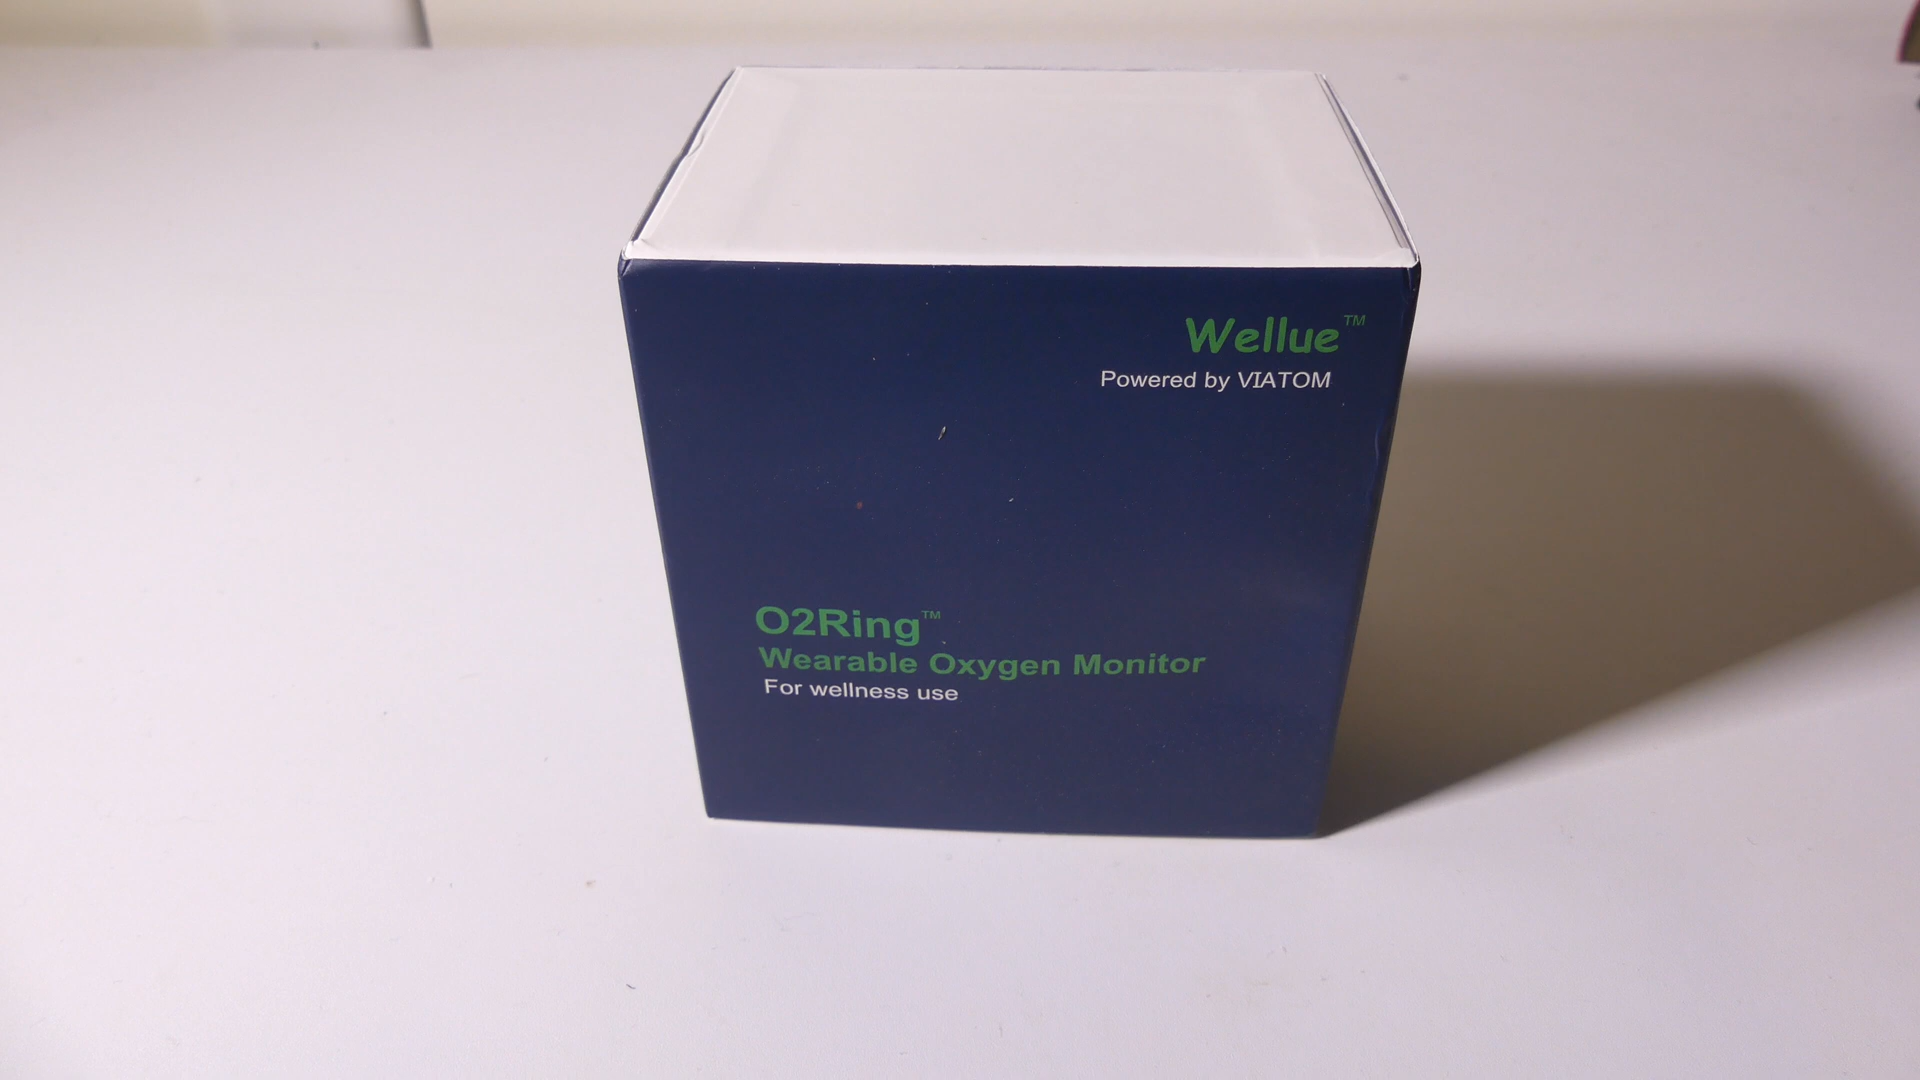 Wellue™
Powered by VIATOM
O2Ring™
Wearable Oxygen Monitor
For wellness use